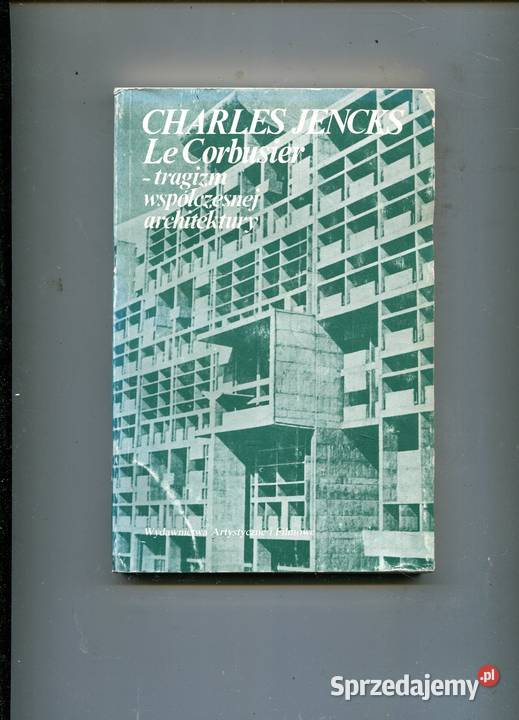 CHARLES JENCKS
Le Corbusier
- tragizm
współczesnej
architektury
Wydawnictwa Artystyczne i Filmowe
Sprzedajemy.pl